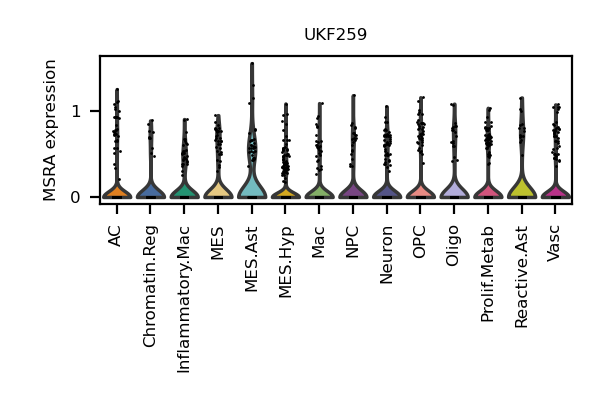 UKF259
MSRA expression
1
0
AC
Chromatin.Reg
Inflammatory.Mac
MES
MES.Ast
MES.Hyp
Mac
NPC
Neuron
OPC
Oligo
Prolif.Metab
Reactive.Ast
Vasc